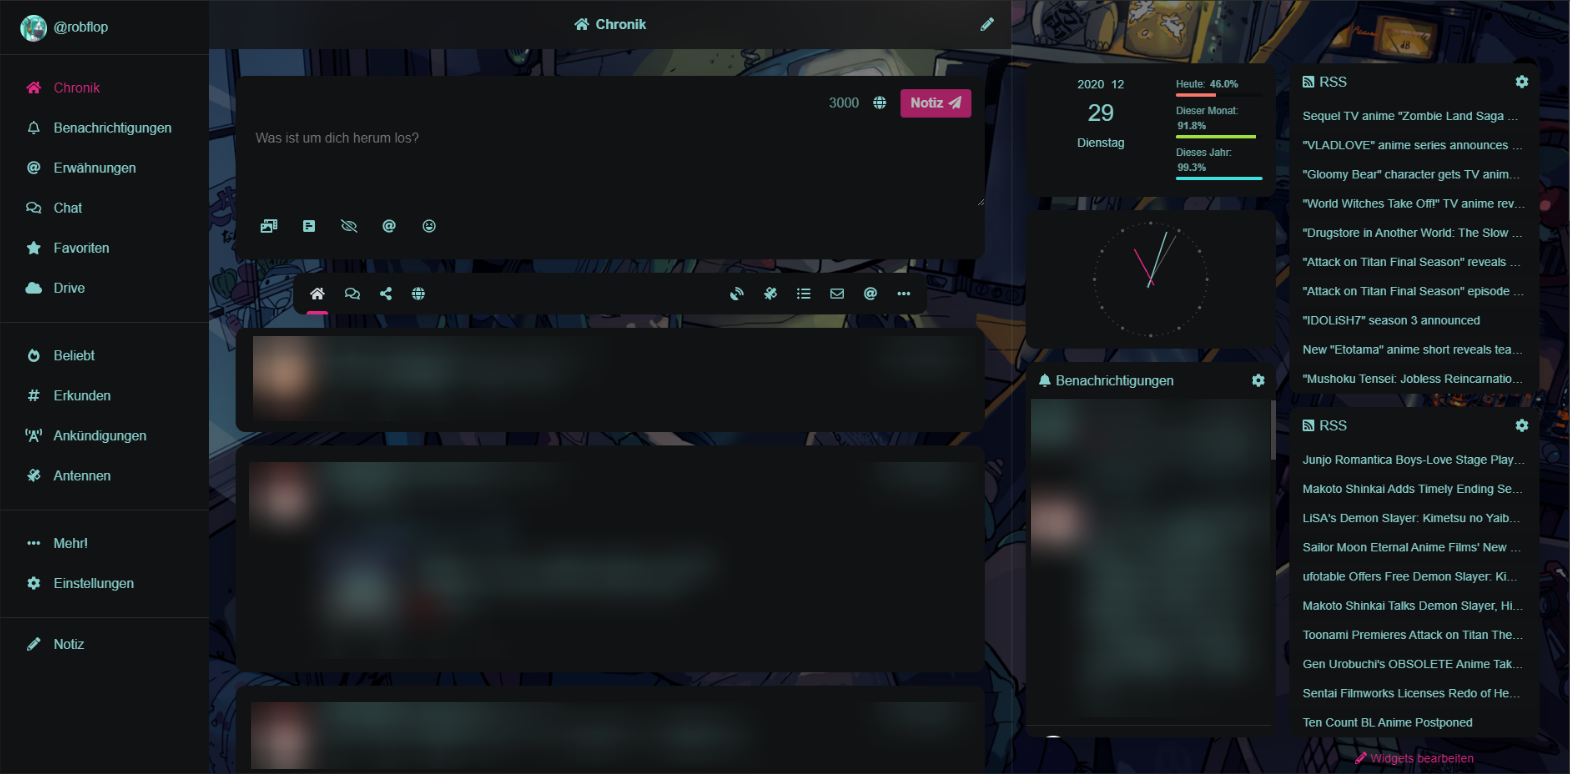 @robflop
Chronik
Benachrichtigungen
Erwähnungen
Chat
Favoriten
Drive
Beliebt
Erkunden
Ankündigungen
Antennen
Mehr!
Einstellungen
Notiz
Chronik
3000
Notiz
Was ist um dich herum los?
2020 12
29
Dienstag
Heute: 46.0%
Dieser Monat:
91.8%
Dieses Jahr:
99.3%
Benachrichtigungen
RSS
Sequel TV anime "Zombie Land Saga ...
"VLADLOVE" anime series announces ...
"Gloomy Bear" character gets TV anim...
"World Witches Take Off!" TV anime rev...
"Drugstore in Another World: The Slow ...
"Attack on Titan Final Season" reveals ...
"Attack on Titan Final Season" episode ...
"IDOLiSH7" season 3 announced
New "Etotama" anime short reveals tea...
"Mushoku Tensei: Jobless Reincarnatio...
RSS
Junjo Romantica Boys-Love Stage Play...
Makoto Shinkai Adds Timely Ending Se...
LiSA's Demon Slayer: Kimetsu no Yaib...
Sailor Moon Eternal Anime Films' New ...
ufotable Offers Free Demon Slayer: Ki...
Makoto Shinkai Talks Demon Slayer, Hi...
Toonami Premieres Attack on Titan The...
Gen Urobuchi's OBSOLETE Anime Tak...
Sentai Filmworks Licenses Redo of He...
Ten Count BL Anime Postponed
Widgets bearbeiten